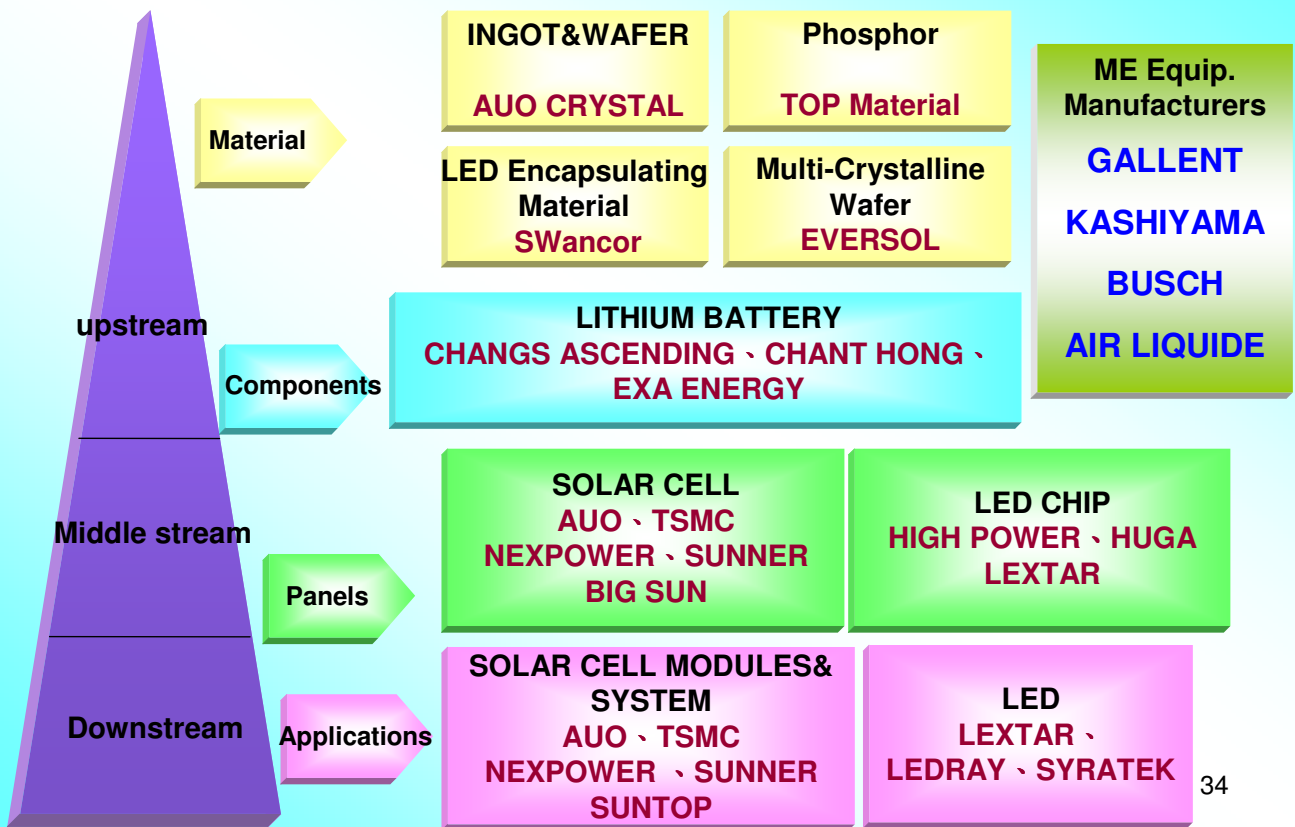 INGOT&WAFER
AUO CRYSTAL
Phosphor
TOP Material
ME Equip.
Manufacturers
GALLENT
KASHIYAMA
BUSCH
AIR LIQUIDE
Material
LED Encapsulating
Material
SWancor
Multi-Crystalline
Wafer
EVERSOL
upstream
Components
LITHIUM BATTERY
CHANGS ASCENDING、CHANT HONG、
EXA ENERGY
Middle stream
Panels
SOLAR CELL
AUO、TSMC
NEXPOWER、SUNNER
BIG SUN
LED CHIP
HIGH POWER、HUGA
LEXTAR
Downstream
Applications
SOLAR CELL MODULES&
SYSTEM
AUO、TSMC
NEXPOWER 、SUNNER
SUNTOP
LED
LEXTAR、
LEDRAY、SYRATEK
34